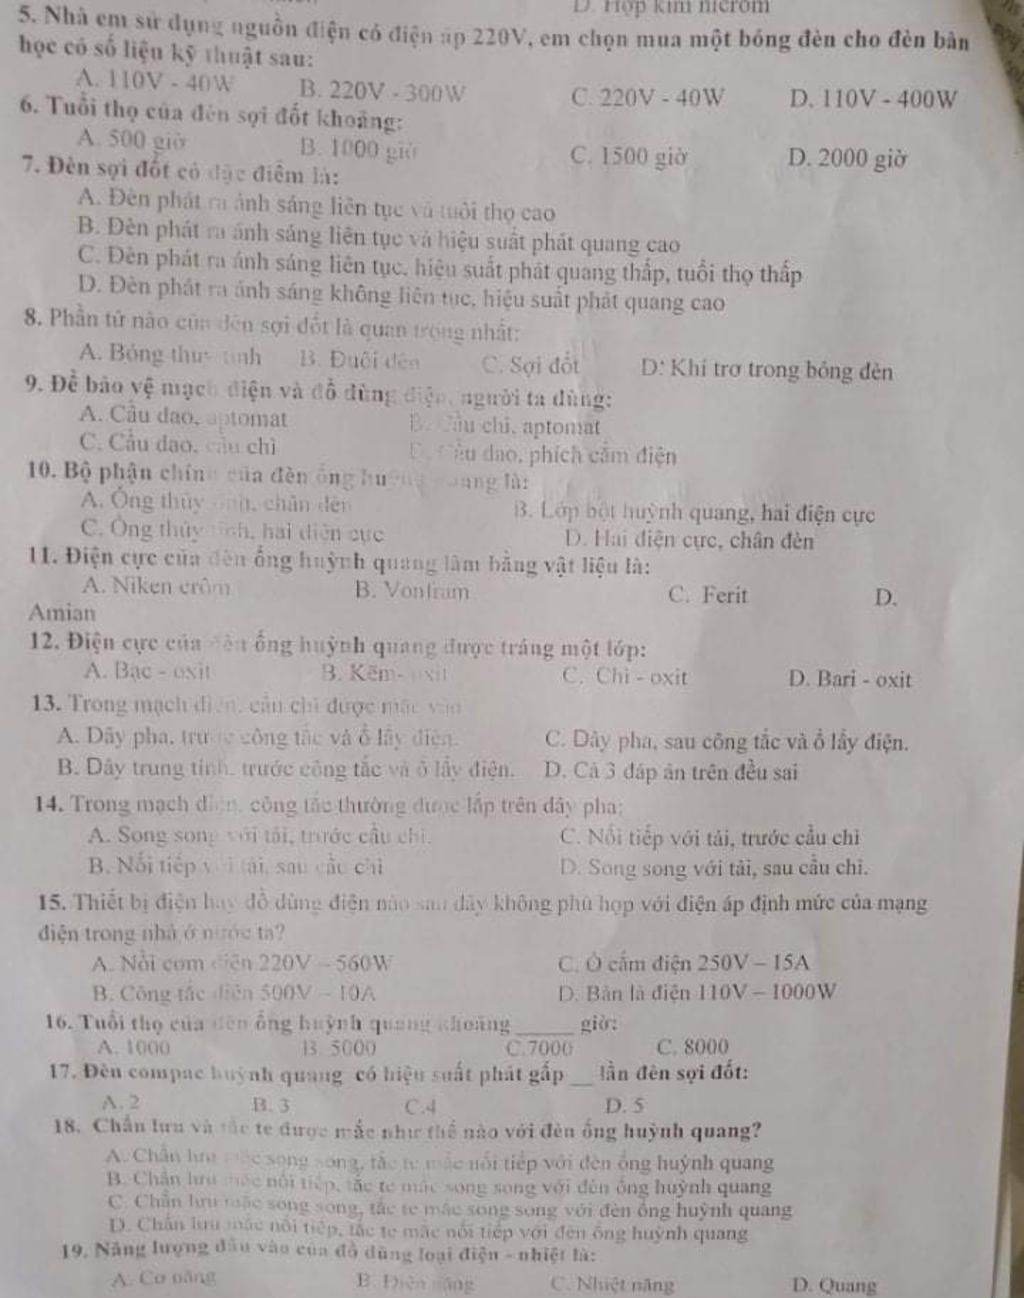 D. Hợp kim nicrom
5. Nhà em sử dụng nguồn điện có điện áp 220V, em chọn mua một bóng đèn cho đèn bàn
học có số liệu kỹ thuật sau:
A. 110V - 40W B. 220V - 300W C. 220V - 40W D. 110V - 400W
6. Tuổi thọ của đèn sợi đốt khoảng:
A. 500 giờ B. 1000 giờ C. 1500 giờ D. 2000 giờ
7. Đèn sợi đốt có đặc điểm là:
A. Đèn phát ra ánh sáng liên tục và tuổi thọ cao
B. Đèn phát ra ánh sáng liên tục và hiệu suất phát quang cao
C. Đèn phát ra ánh sáng liên tục, hiệu suất phát quang thấp, tuổi thọ thấp
D. Đèn phát ra ánh sáng không liên tục, hiệu suất phát quang cao
8. Phần tử nào của đèn sợi đốt là quan trọng nhất:
A. Bóng thủy tinh B. Đuôi đèn C. Sợi đốt D. Khí trơ trong bóng đèn
9. Để bảo vệ mạch điện và đồ dùng điện, người ta dùng:
A. Cầu dao, aptomat B. Cầu chì, aptomat
C. Cầu dao, cầu chì D. Cầu dao, phích cắm điện
10. Bộ phận chính của đèn ống huỳnh quang là:
A. Ống thủy tinh, chân đèn B. Lớp bột huỳnh quang, hai điện cực
C. Ống thủy tinh, hai điện cực D. Hai điện cực, chân đèn
11. Điện cực của đèn ống huỳnh quang làm bằng vật liệu là:
A. Niken crôm B. Vonfram C. Ferit D.
Amian
12. Điện cực của đèn ống huỳnh quang được tráng một lớp:
A. Bạc - oxit B. Kẽm- oxit C. Chì - oxit D. Bari - oxit
13. Trong mạch điện, cầu chì được mắc vào
A. Dây pha, trước công tắc và ổ lấy điện. C. Dây pha, sau công tắc và ổ lấy điện.
B. Dây trung tính, trước công tắc và ổ lấy điện. D. Cả 3 đáp án trên đều sai
14. Trong mạch điện, công tắc thường được lắp trên dây pha:
A. Song song với tải, trước cầu chì. C. Nối tiếp với tải, trước cầu chì
B. Nối tiếp với tải, sau cầu chì D. Song song với tải, sau cầu chì.
15. Thiết bị điện hay đồ dùng điện nào sau đây không phù hợp với điện áp định mức của mạng
điện trong nhà ở nước ta?
A. Nồi cơm điện 220V – 560W C. Ổ cắm điện 250V – 15A
B. Công tắc điện 500V – 10A D. Bàn là điện 110V – 1000W
16. Tuổi thọ của đèn ống huỳnh quang khoảng ______ giờ:
A. 1000 B. 5000 C.7000 C. 8000
17. Đèn compac huỳnh quang có hiệu suất phát gấp __ lần đèn sợi đốt:
A. 2 B. 3 C.4 D. 5
18. Chấn lưu và tắc te được mắc như thế nào với đèn ống huỳnh quang?
A. Chấn lưu mắc song song, tắc te mắc nối tiếp với đèn ống huỳnh quang
B. Chấn lưu mắc nối tiếp, tắc te mắc song song với đèn ống huỳnh quang
C. Chấn lưu mắc song song, tắc te mắc song song với đèn ống huỳnh quang
D. Chấn lưu mắc nối tiếp, tắc te mắc nối tiếp với đèn ống huỳnh quang
19. Năng lượng đầu vào của đồ dùng loại điện - nhiệt là:
A. Cơ năng B. Điện năng C. Nhiệt năng D. Quang